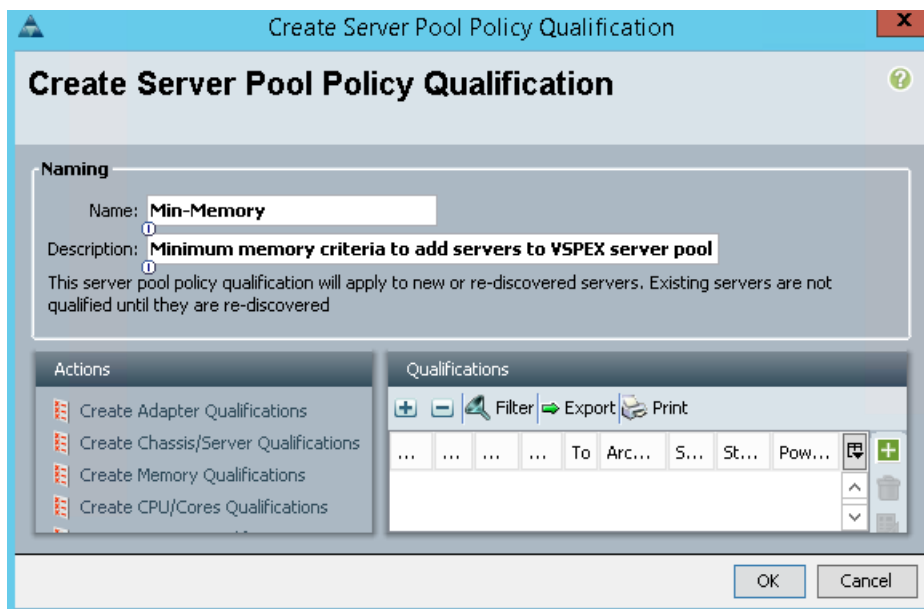 Create Server Pool Policy Qualification
x
Create Server Pool Policy Qualification
?
Naming
Name: Min-Memory
Description: Minimum memory criteria to add servers to VSPEX server pool
This server pool policy qualification will apply to new or re-discovered servers. Existing servers are not
qualified until they are re-discovered
Actions
Create Adapter Qualifications
Create Chassis/Server Qualifications
Create Memory Qualifications
Create CPU/Cores Qualifications
Qualifications
Filter Export Print
... ... ... ... To Arc... S... St... Pow...
OK Cancel